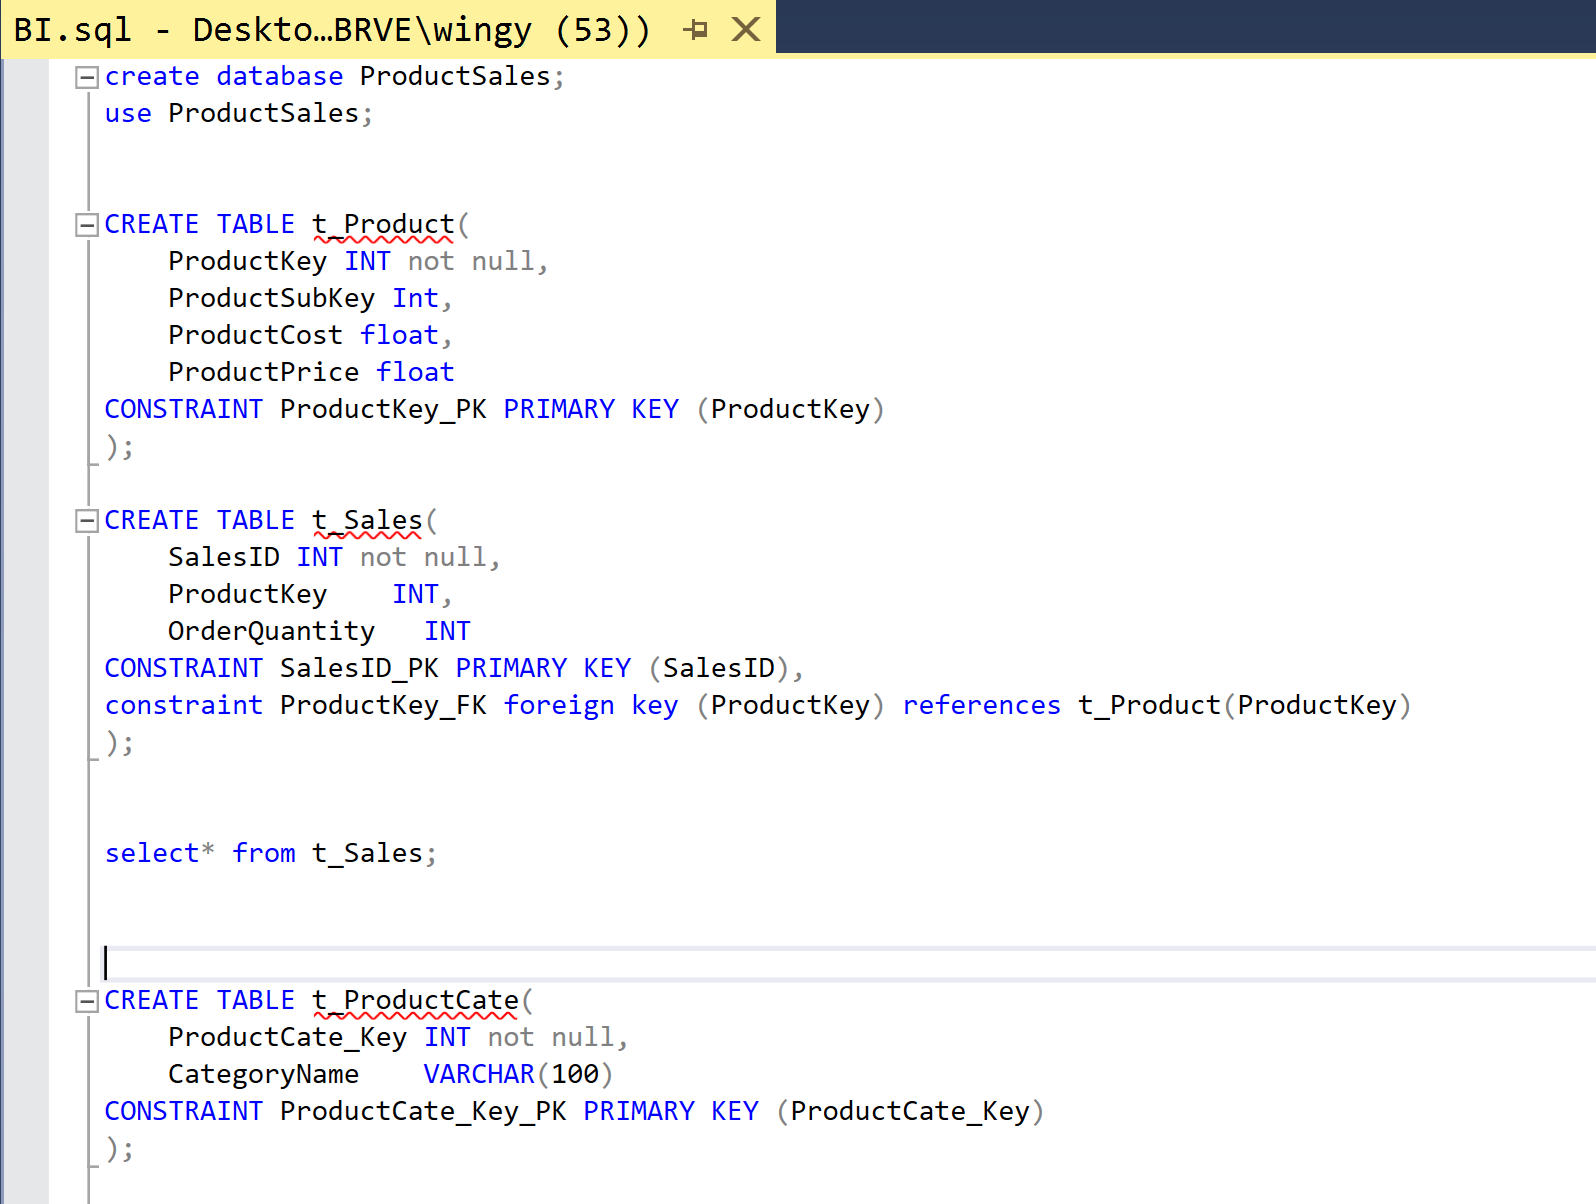 BI.sql - Deskto...BRVE\wingy (53))
create database ProductSales;
use ProductSales;
CREATE TABLE t_Product(
ProductKey INT not null,
ProductSubKey Int,
ProductCost float,
ProductPrice float
CONSTRAINT ProductKey_PK PRIMARY KEY (ProductKey)
);
CREATE TABLE t_Sales(
SalesID INT not null,
ProductKey    INT,
OrderQuantity   INT
CONSTRAINT SalesID_PK PRIMARY KEY (SalesID),
constraint ProductKey_FK foreign key (ProductKey) references t_Product(ProductKey)
);
select* from t_Sales;
CREATE TABLE t_ProductCate(
ProductCate_Key INT not null,
CategoryName    VARCHAR(100)
CONSTRAINT ProductCate_Key_PK PRIMARY KEY (ProductCate_Key)
);